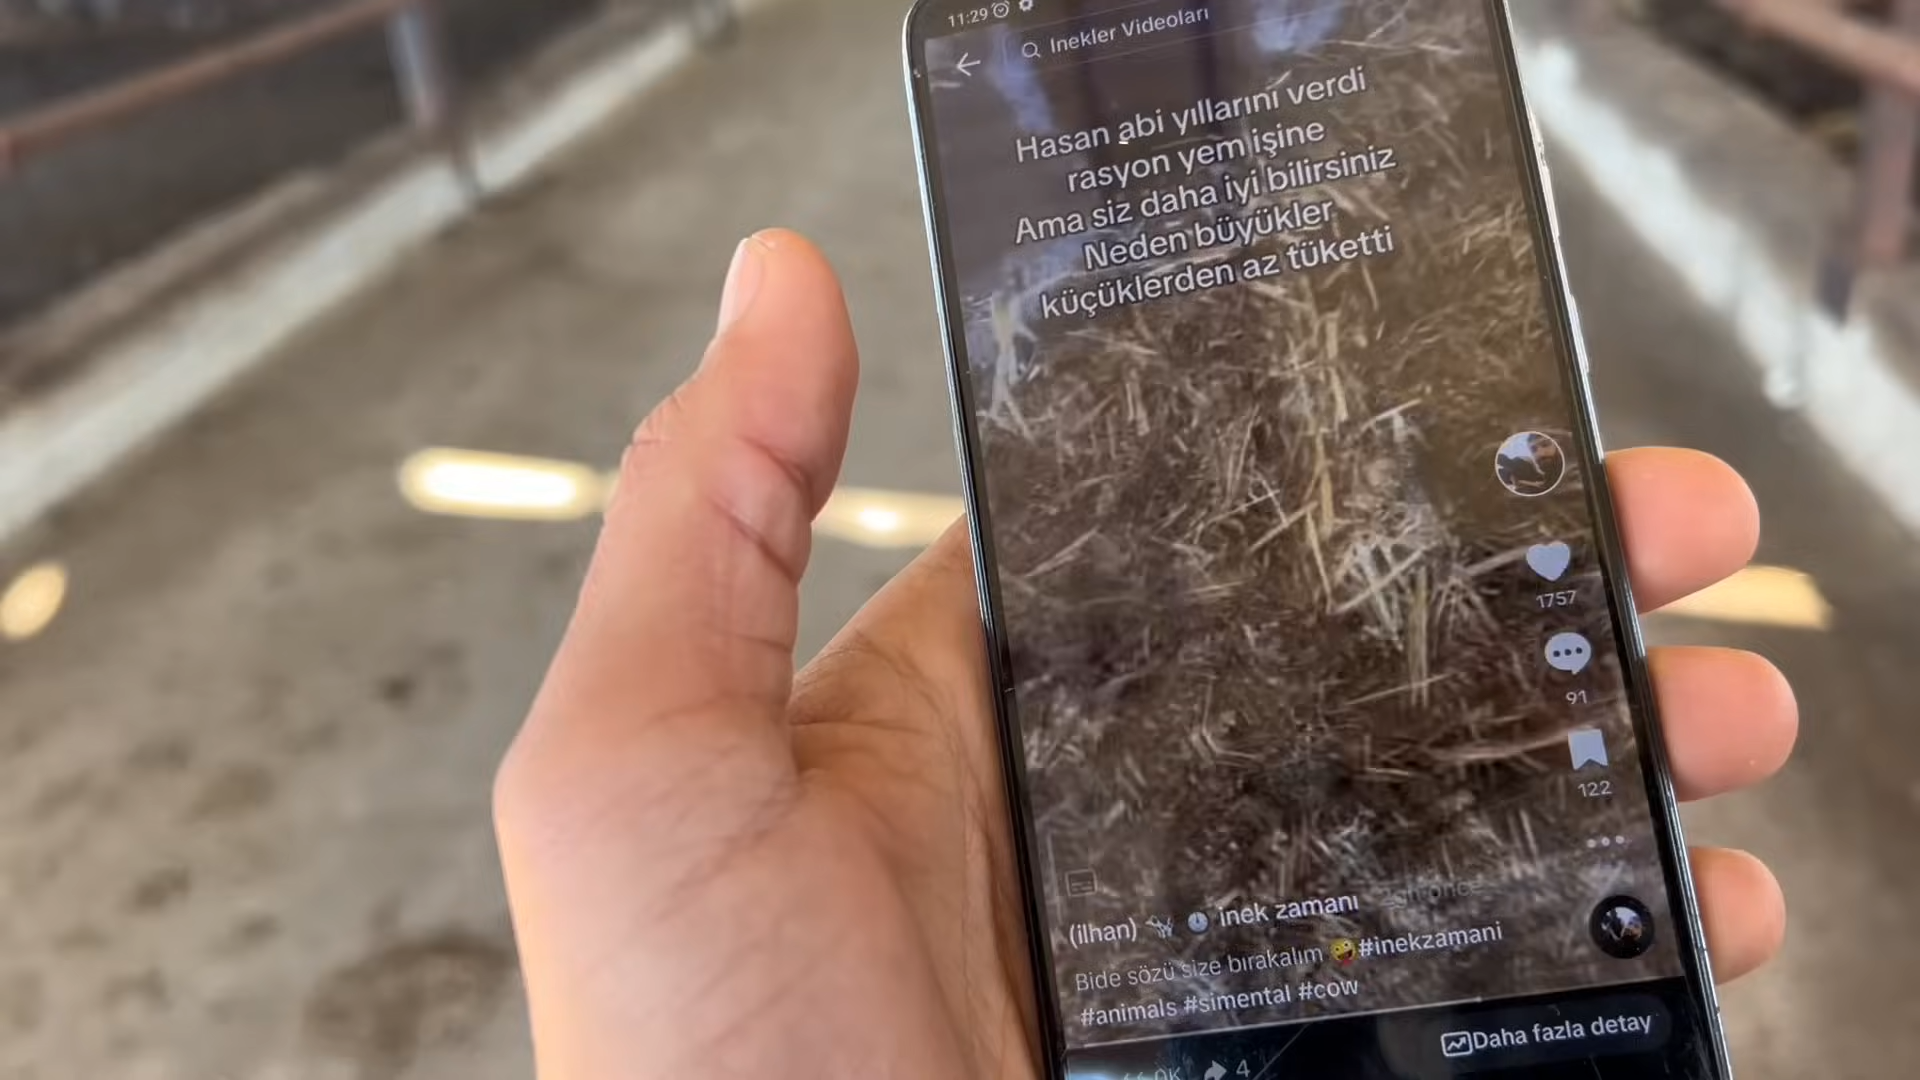 11:29
Inekler Videoları
Hasan abi yıllarını verdi
rasyon yem işine
Ama siz daha iyi bilirsiniz
Neden büyükler
küçüklerden az tüketti
1757
91
122
(ilhan) inek zamanı
Bide sözü size bırakalım 🤪#inekzamani
#animals #simental #cow
Daha fazla detay
4